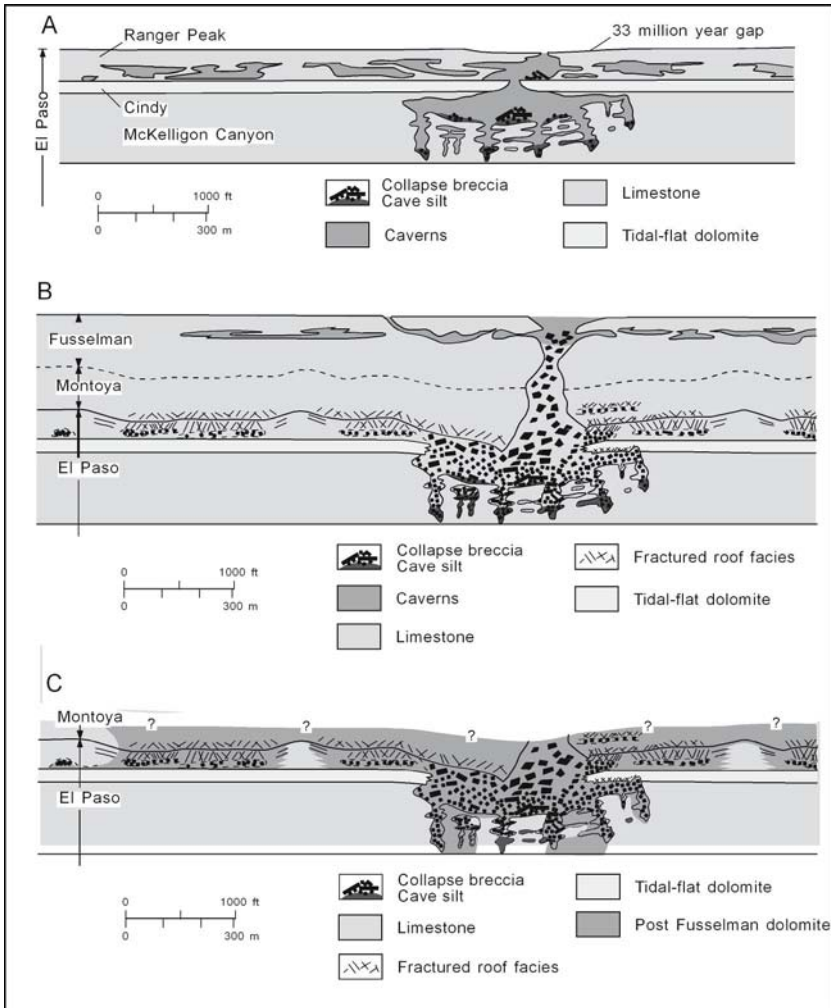 A
Ranger Peak
33 million year gap
El Paso
Cindy
McKelligon Canyon
0 1000 ft
0 300 m
Collapse breccia
Cave silt
Caverns
Limestone
Tidal-flat dolomite
B
Fusselman
Montoya
El Paso
0 1000 ft
0 300 m
Collapse breccia
Cave silt
Caverns
Limestone
Fractured roof facies
Tidal-flat dolomite
C
Montoya
? ? ? ? ?
El Paso
0 1000 ft
0 300 m
Collapse breccia
Cave silt
Limestone
Fractured roof facies
Tidal-flat dolomite
Post Fusselman dolomite